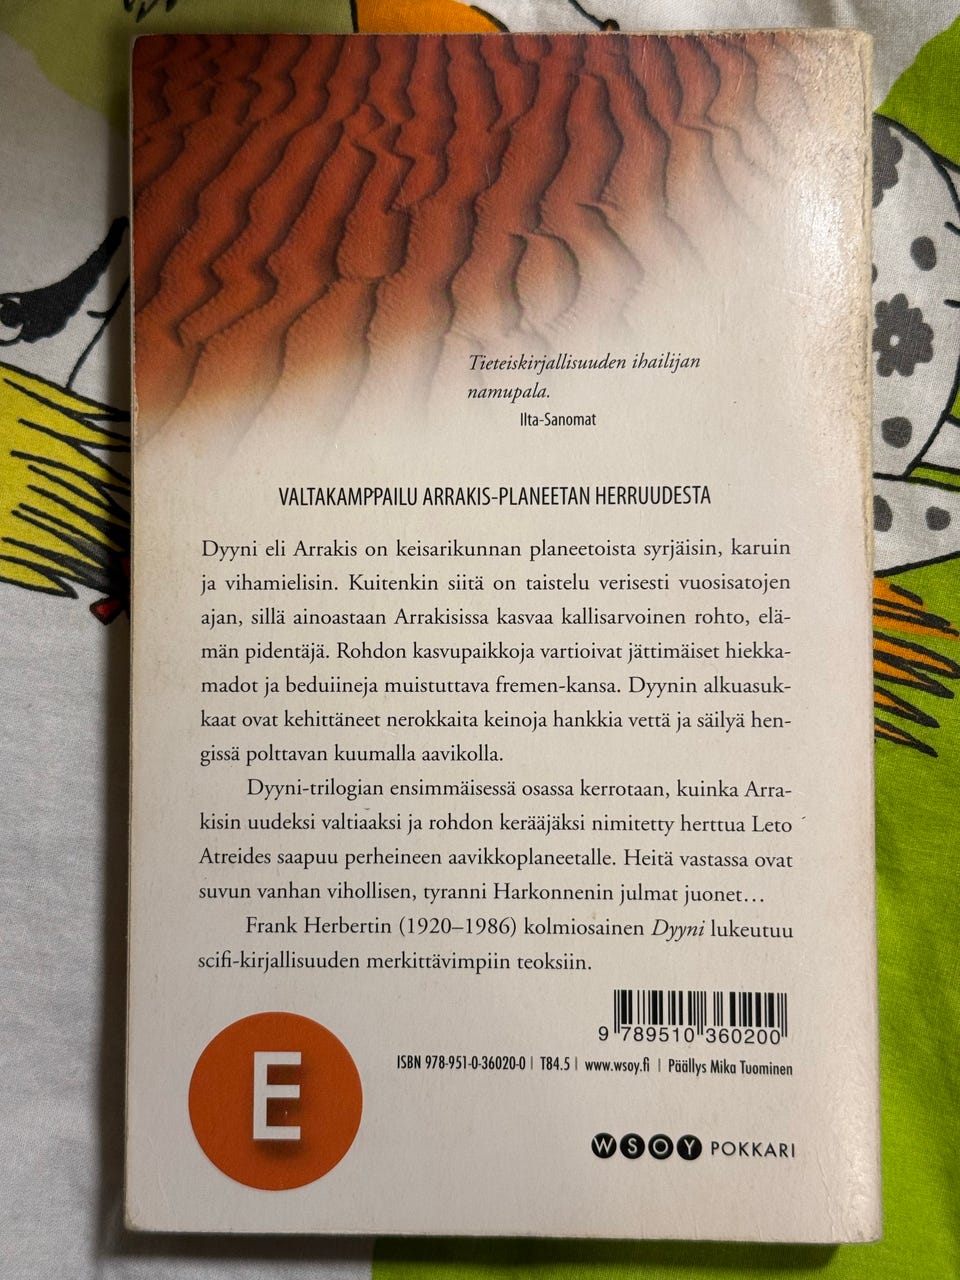 Tieteiskirjallisuuden ihailijan
namupala.
Ilta-Sanomat
VALTAKAMPPAILU ARRAKIS-PLANEETAN HERRUUDESTA
Dyyni eli Arrakis on keisarikunnan planeetoista syrjäisin, karuin
ja vihamielisin. Kuitenkin siitä on taistelu verisesti vuosisatojen
ajan, sillä ainoastaan Arrakisissa kasvaa kallisarvoinen rohto, elä-
män pidentäjä. Rohdon kasvupaikkoja vartioivat jättimäiset hiekka-
madot ja beduiineja muistuttava fremen-kansa. Dyynin alkuasuk-
kaat ovat kehittäneet nerokkaita keinoja hankkia vettä ja säilyä hen-
gissä polttavan kuumalla aavikolla.
Dyyni-trilogian ensimmäisessä osassa kerrotaan, kuinka Arra-
kisin uudeksi valtiaaksi ja rohdon kerääjäksi nimitetty herttua Leto
Atreides saapuu perheineen aavikkoplaneetalle. Heitä vastassa ovat
suvun vanhan vihollisen, tyranni Harkonnenin julmat juonet…
Frank Herbertin (1920–1986) kolmiosainen Dyyni lukeutuu
scifi-kirjallisuuden merkittävimpiin teoksiin.
9 789510 360200
ISBN 978-951-0-36020-0 | T84.5 | www.wsoy.fi | Päällys Mika Tuominen
E
WSOY POKKARI